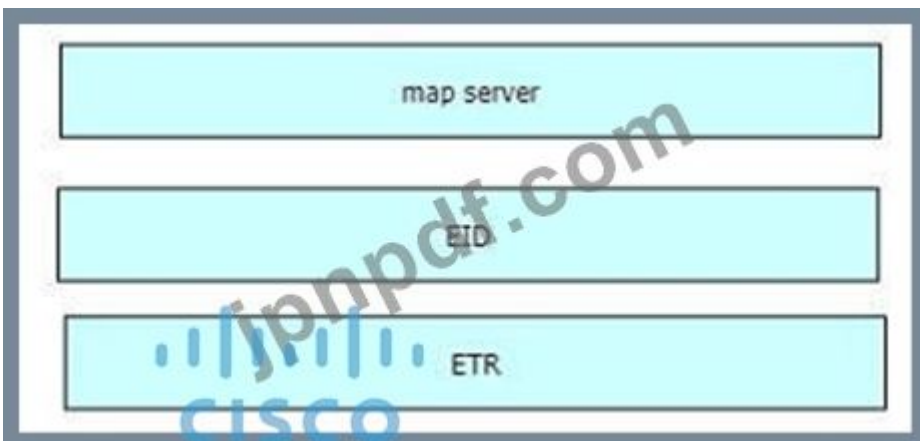 map server
EID
jpnpdf.com
ETR
CISCO